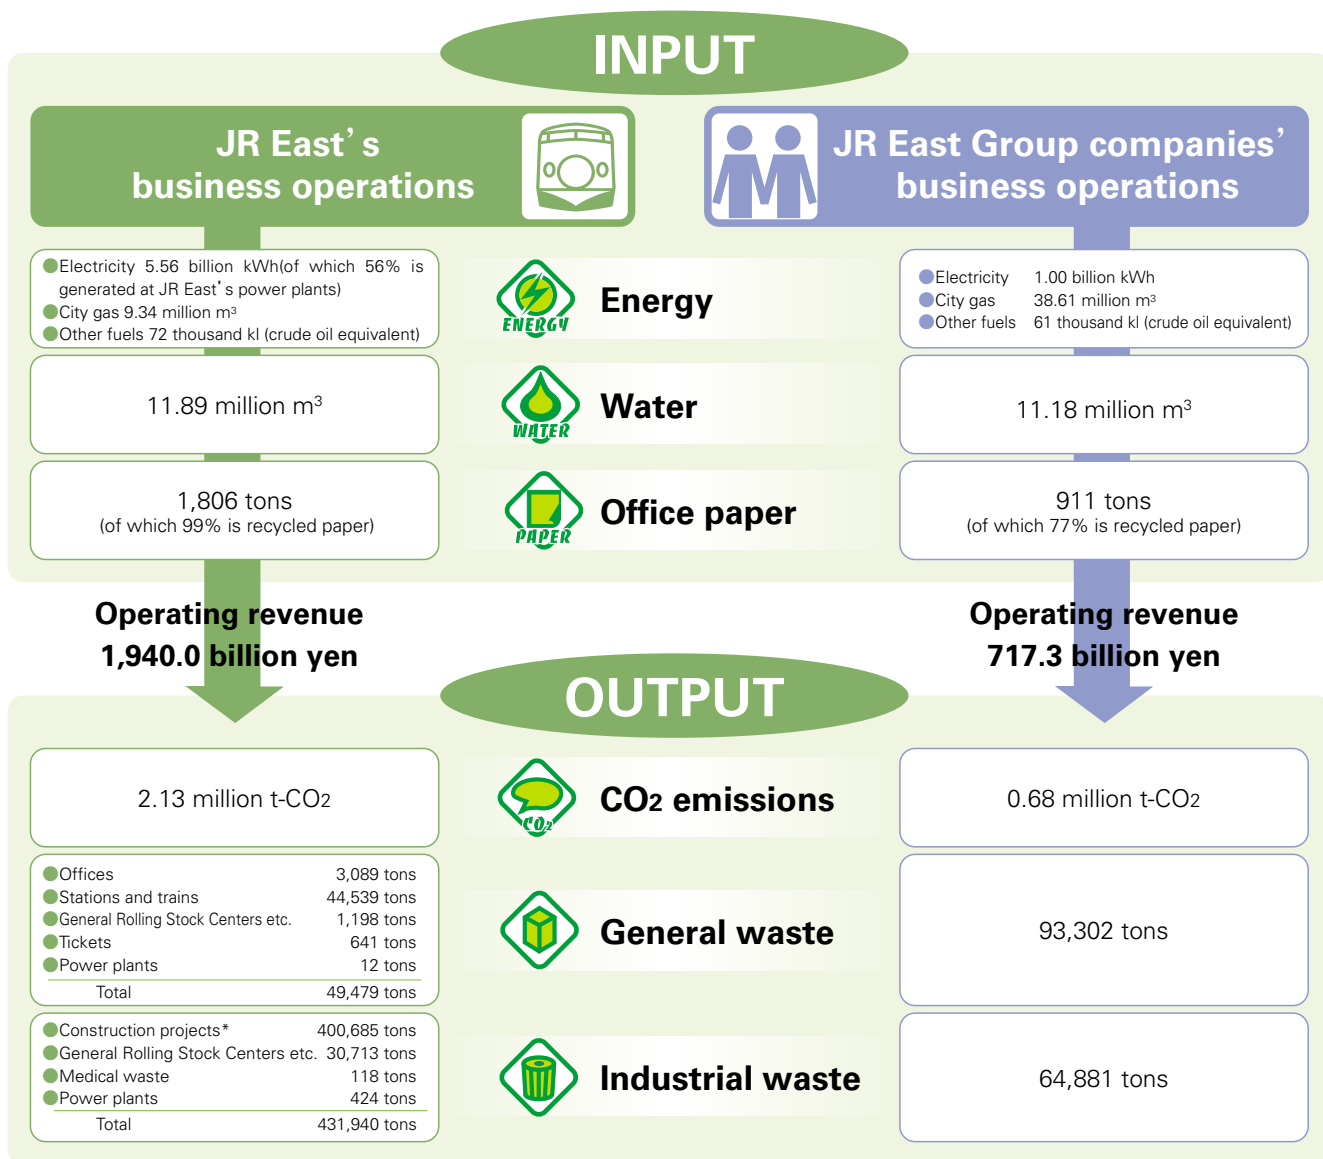 INPUT
JR East's
business operations
JR East Group companies'
business operations
●Electricity 5.56 billion kWh(of which 56% is
generated at JR East's power plants)
●City gas 9.34 million m³
●Other fuels 72 thousand kl (crude oil equivalent)
ENERGY
Energy
●Electricity 1.00 billion kWh
●City gas 38.61 million m³
●Other fuels 61 thousand kl (crude oil equivalent)
11.89 million m³
WATER
Water
11.18 million m³
1,806 tons
(of which 99% is recycled paper)
PAPER
Office paper
911 tons
(of which 77% is recycled paper)
Operating revenue
1,940.0 billion yen
Operating revenue
717.3 billion yen
OUTPUT
2.13 million t-CO2
CO2
CO2 emissions
0.68 million t-CO2
●Offices 3,089 tons
●Stations and trains 44,539 tons
●General Rolling Stock Centers etc. 1,198 tons
●Tickets 641 tons
●Power plants 12 tons
Total 49,479 tons
General waste
93,302 tons
●Construction projects* 400,685 tons
●General Rolling Stock Centers etc. 30,713 tons
●Medical waste 118 tons
●Power plants 424 tons
Total 431,940 tons
Industrial waste
64,881 tons